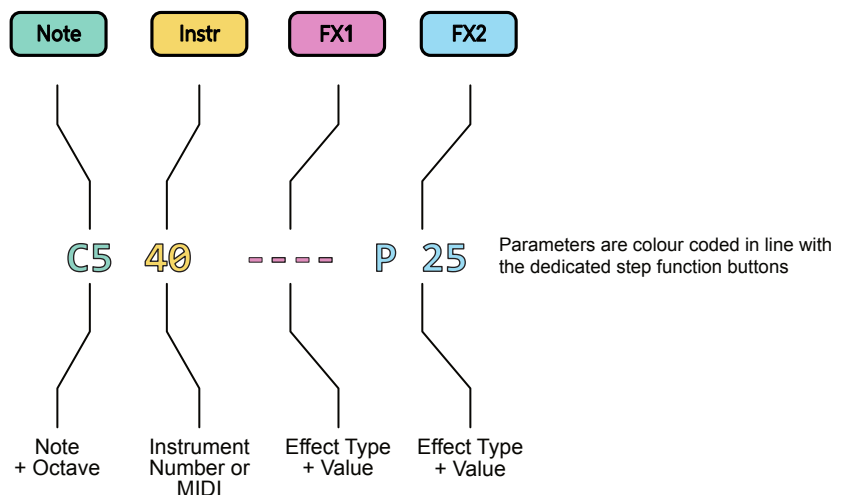 Note Instr FX1 FX2
C5 40 ---- P 25
Parameters are colour coded in line with
the dedicated step function buttons
Note
+ Octave
Instrument
Number or
MIDI
Effect Type
+ Value
Effect Type
+ Value